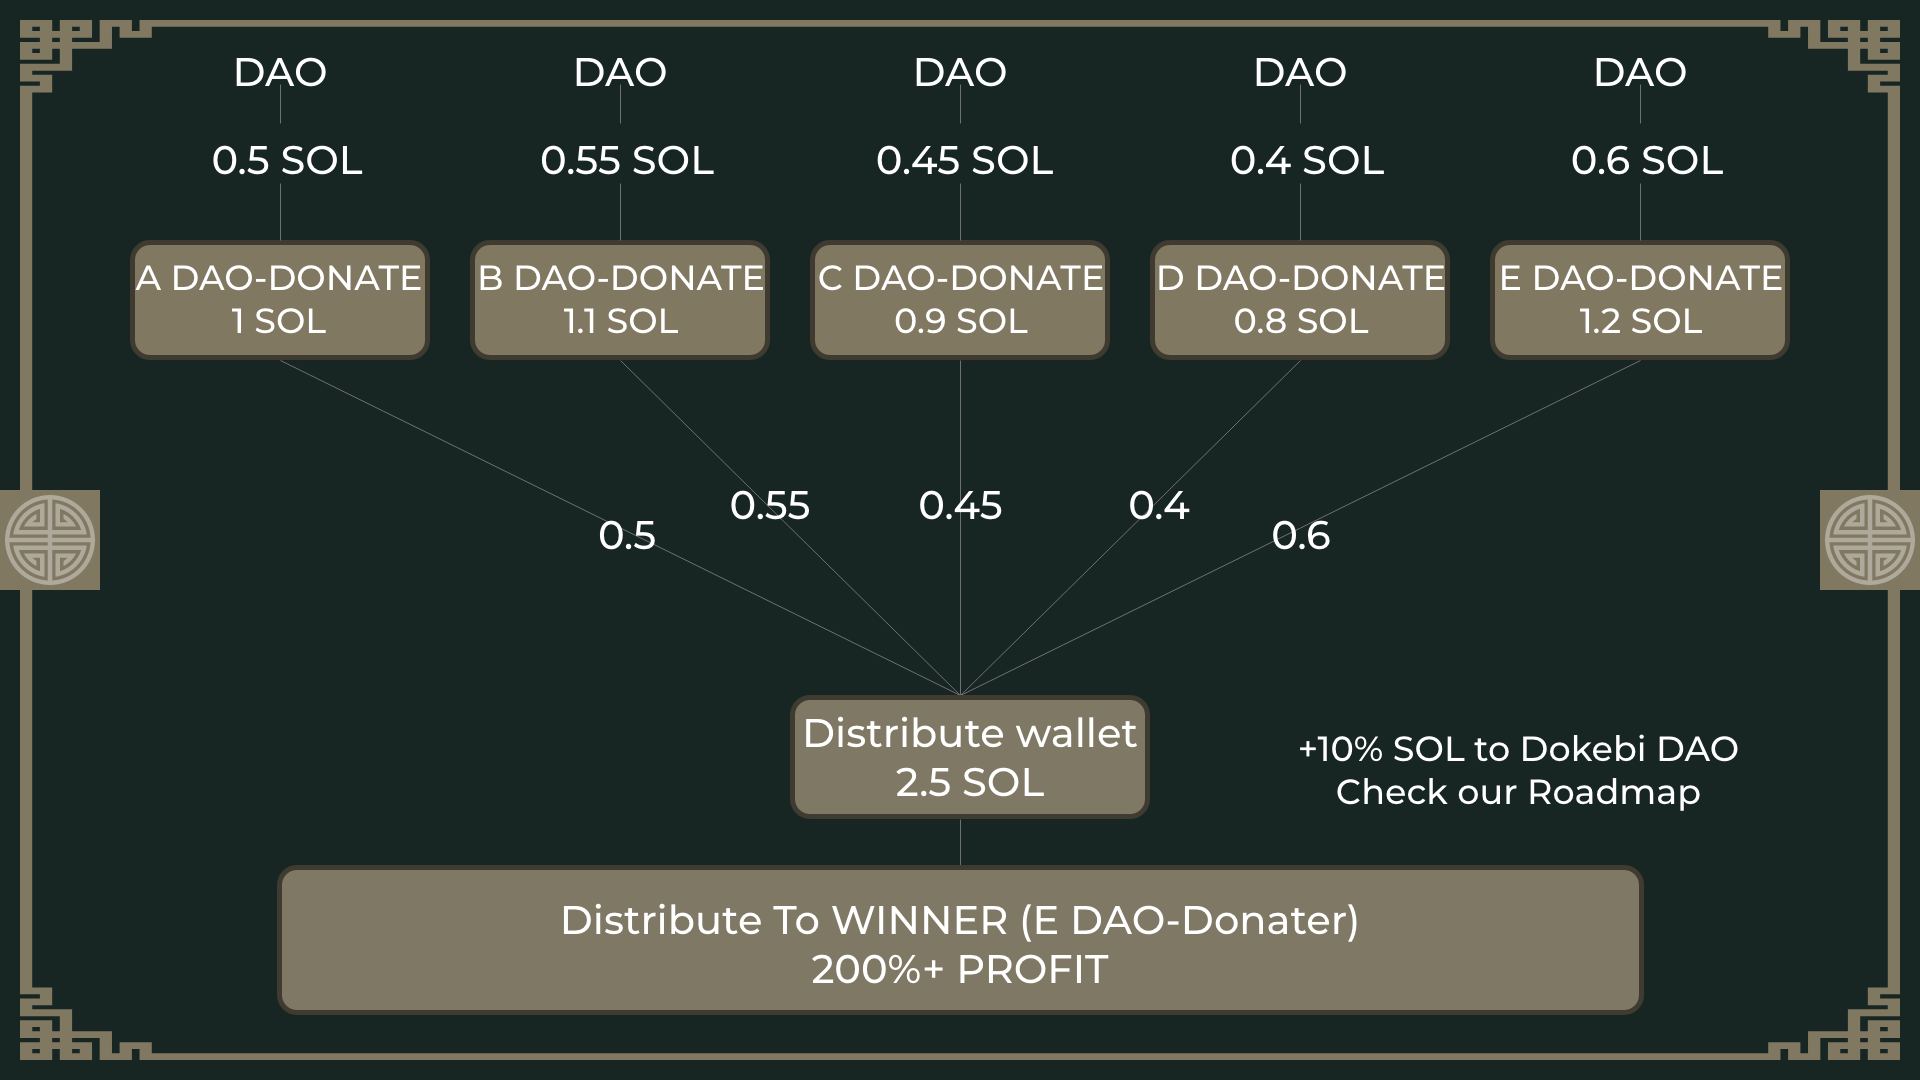 DAO DAO DAO DAO DAO
0.5 SOL 0.55 SOL 0.45 SOL 0.4 SOL 0.6 SOL
A DAO-DONATE
1 SOL
B DAO-DONATE
1.1 SOL
C DAO-DONATE
0.9 SOL
D DAO-DONATE
0.8 SOL
E DAO-DONATE
1.2 SOL
0.5
0.55
0.45
0.4
0.6
Distribute wallet
2.5 SOL
+10% SOL to Dokebi DAO
Check our Roadmap
Distribute To WINNER (E DAO-Donater)
200%+ PROFIT